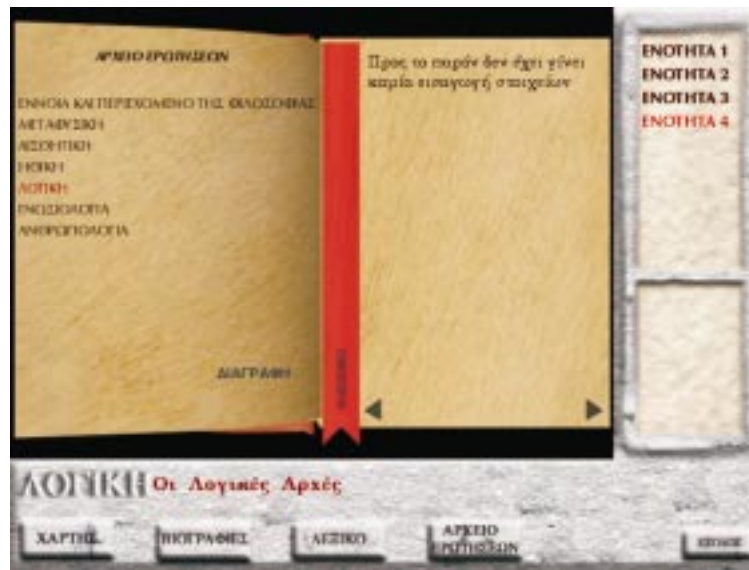 ΑΡΧΕΙΟ ΕΡΩΤΗΣΕΩΝ
ΕΝΝΟΙΑ ΚΑΙ ΠΕΡΙΕΧΟΜΕΝΟ ΤΗΣ ΦΙΛΟΣΟΦΙΑΣ
ΜΕΤΑΦΥΣΙΚΗ
ΑΙΣΘΗΤΙΚΗ
ΗΘΙΚΗ
ΛΟΓΙΚΗ
ΓΝΩΣΙΟΛΟΓΙΑ
ΑΝΘΡΩΠΟΛΟΓΙΑ
ΔΙΑΓΡΑΦΗ
Προς το παρόν δεν έχει γίνει
καμία εισαγωγή στοιχείων
ΕΝΟΤΗΤΑ 1
ΕΝΟΤΗΤΑ 2
ΕΝΟΤΗΤΑ 3
ΕΝΟΤΗΤΑ 4
ΛΟΓΙΚΗ Οι Λογικές Αρχές
ΧΑΡΤΗΣ
ΒΙΟΓΡΑΦΙΕΣ
ΛΕΞΙΚΟ
ΑΡΧΕΙΟ
ΕΡΩΤΗΣΕΩΝ
ΕΞΟΔΟΣ